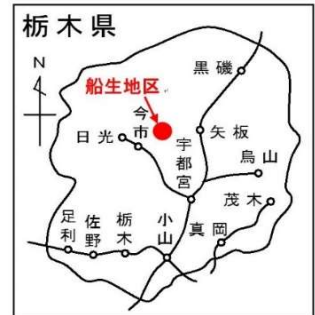 栃木県
N
船生地区
黒磯
今市
日光
矢板
宇都宮
烏山
茂木
足利
佐野
栃木
小山
真岡